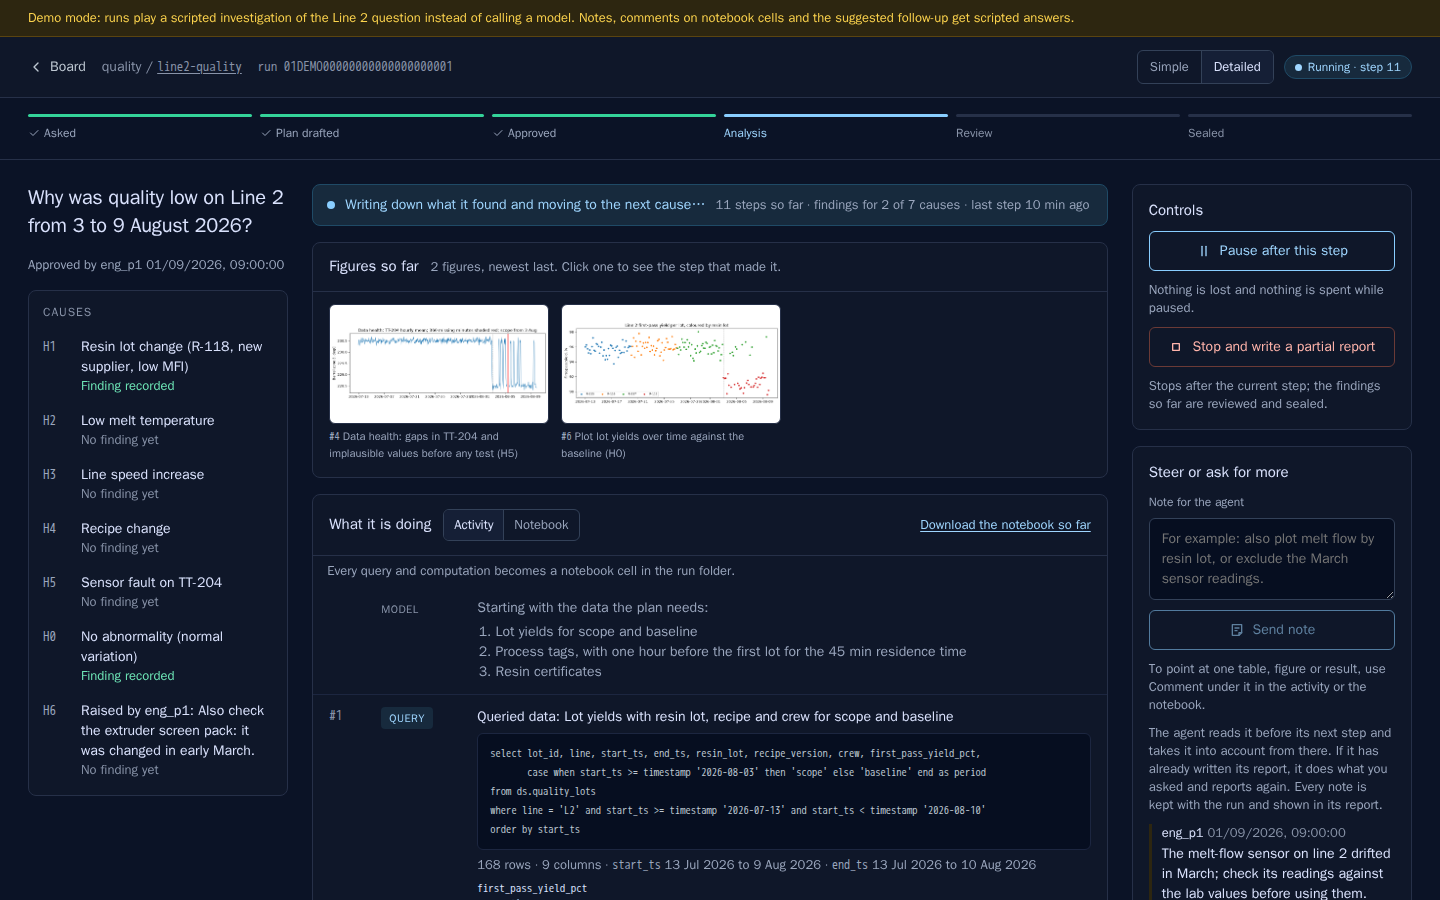 Demo mode: runs play a scripted investigation of the Line 2 question instead of calling a model. Notes, comments on notebook cells and the suggested follow-up get scripted answers.
Board
quality / line2-quality
Simple
Detailed
Running · step 11
Asked
Plan drafted
Approved
Analysis
Review
Sealed
Why was quality low on Line 2
from 3 to 9 August 2026?
Approved by eng_p1 01/09/2026, 09:00:00
CAUSES
H1 Resin lot change (R-118, new
supplier, low MFI)
Finding recorded
H2 Low melt temperature
No finding yet
H3 Line speed increase
No finding yet
H4 Recipe change
No finding yet
H5 Sensor fault on TT-204
No finding yet
H0 No abnormality (normal
variation)
Finding recorded
H6 Raised by eng_p1: Also check
the extruder screen pack: it
was changed in early March.
No finding yet
Writing down what it found and moving to the next cause···
11 steps so far · findings for 2 of 7 causes · last step 10 min ago
Figures so far
2 figures, newest last. Click one to see the step that made it.
#4 Data health: gaps in TT-204 and
implausible values before any test (H5)
#6 Plot lot yields over time against the
baseline (H0)
What it is doing
Activity
Notebook
Download the notebook so far
Every query and computation becomes a notebook cell in the run folder.
MODEL
Starting with the data the plan needs:
1. Lot yields for scope and baseline
2. Process tags, with one hour before the first lot for the 45 min residence time
3. Resin certificates
#1
QUERY
Queried data: Lot yields with resin lot, recipe and crew for scope and baseline
select lot_id, line, start_ts, end_ts, resin_lot, recipe_version, crew, first_pass_yield_pct,
case when start_ts >= timestamp '2026-08-03' then 'scope' else 'baseline' end as period
from ds.quality_lots
where line = 'L2' and start_ts >= timestamp '2026-07-13' and start_ts < timestamp '2026-08-10'
order by start_ts
168 rows · 9 columns · start_ts 13 Jul 2026 to 9 Aug 2026 · end_ts 13 Jul 2026 to 10 Aug 2026
first_pass_yield_pct
Controls
Pause after this step
Nothing is lost and nothing is spent while
paused.
Stop and write a partial report
Stops after the current step; the findings
so far are reviewed and sealed.
Steer or ask for more
Note for the agent
For example: also plot melt flow by
resin lot, or exclude the March
sensor readings.
Send note
To point at one table, figure or result, use
Comment under it in the activity or the
notebook.
The agent reads it before its next step and
takes it into account from there. If it has
already written its report, it does what you
asked and reports again. Every note is
kept with the run and shown in its report.
eng_p1 01/09/2026, 09:00:00
The melt-flow sensor on line 2 drifted
in March; check its readings against
the lab values before using them.